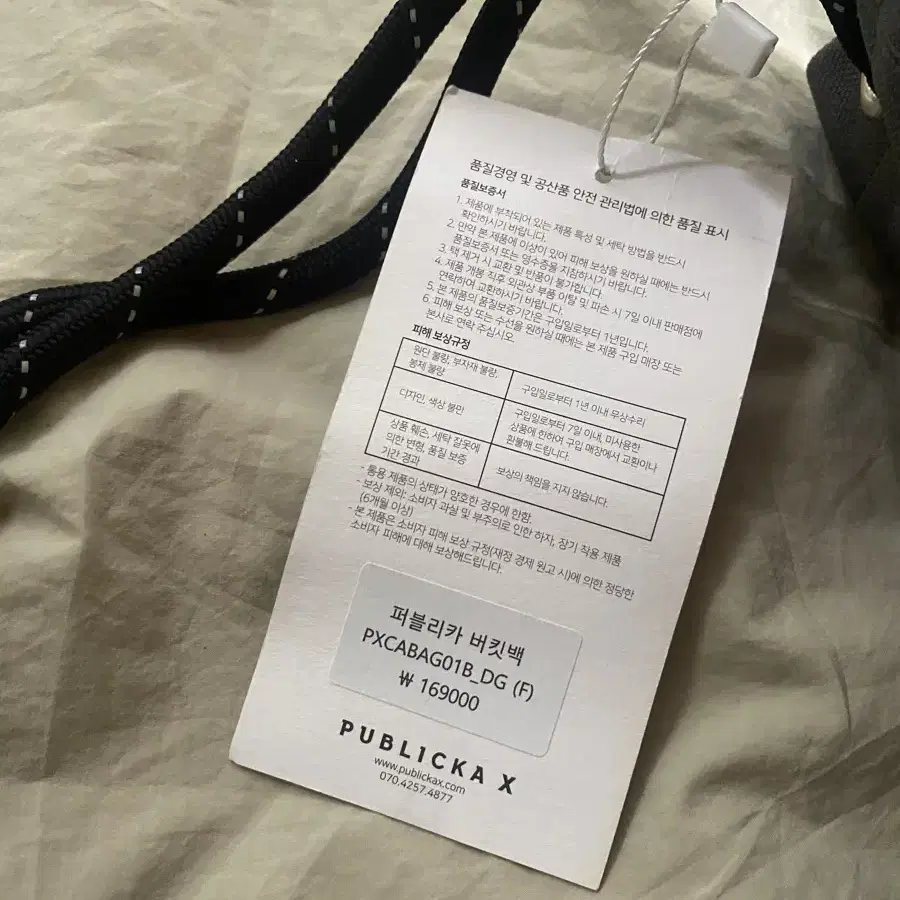 품질경영 및 공산품 안전 관리법에 의한 품질 표시
품질보증서
1. 제품에 부착되어 있는 제품 특성 및 세탁 방법을 반드시
확인하시기 바랍니다.
2. 만약 본 제품에 이상이 있어 피해 보상을 원하실 때에는 반드시
품질보증서 또는 영수증을 지참하시기 바랍니다.
3. 택 제거 시 교환 및 반품이 불가합니다.
4. 제품 개봉 직후 외관상 부품 이탈 및 파손 시 7일 이내 판매점에
연락하여 교환하시기 바랍니다.
5. 본 제품의 품질보증기간은 구입일로부터 1년입니다.
6. 피해 보상 또는 수선을 원하실 때에는 본 제품 구입 매장 또는
본사로 연락 주십시오.
피해 보상규정
원단 불량, 부자재 불량,
봉제 불량
구입일로부터 1년 이내 무상수리
디자인, 색상 불만
구입일로부터 7일 이내, 미사용한
상품에 한하여 구입 매장에서 교환이나
환불해 드립니다.
상품 훼손, 세탁 잘못에
의한 변형, 품질 보증
기간 경과
보상의 책임을 지지 않습니다.
- 통용 제품의 상태가 양호한 경우에 한함.
- 보상 제외: 소비자 과실 및 부주의로 인한 하자, 장기 착용 제품
(6개월 이상)
- 본 제품은 소비자 피해 보상 규정(재정 경제 원고 시)에 의한 정당한
소비자 피해에 대해 보상해드립니다.
퍼블리카 버킷백
PXCABAG01B_DG (F)
₩ 169000
PUBLICKA X
www.publickax.com
070.4257.4877